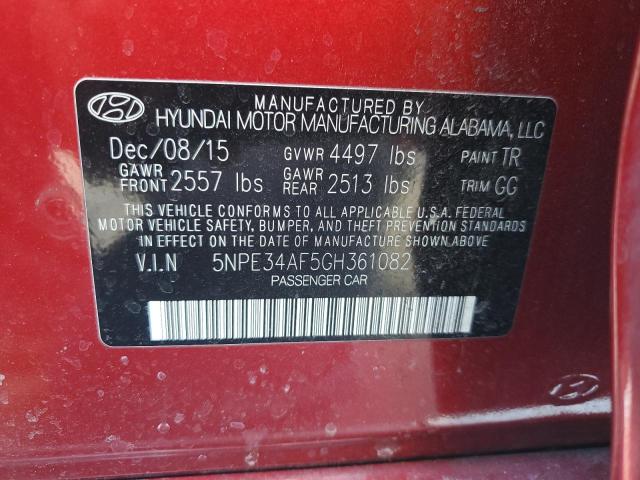 MANUFACTURED BY
HYUNDAI MOTOR MANUFACTURING ALABAMA, LLC
Dec/08/15 GVWR 4497 lbs PAINT TR
GAWR FRONT 2557 lbs GAWR REAR 2513 lbs TRIM GG
THIS VEHICLE CONFORMS TO ALL APPLICABLE U.S.A. FEDERAL
MOTOR VEHICLE SAFETY, BUMPER, AND THEFT PREVENTION STANDARDS
IN EFFECT ON THE DATE OF MANUFACTURE SHOWN ABOVE.
V.I.N 5NPE34AF5GH361082
PASSENGER CAR